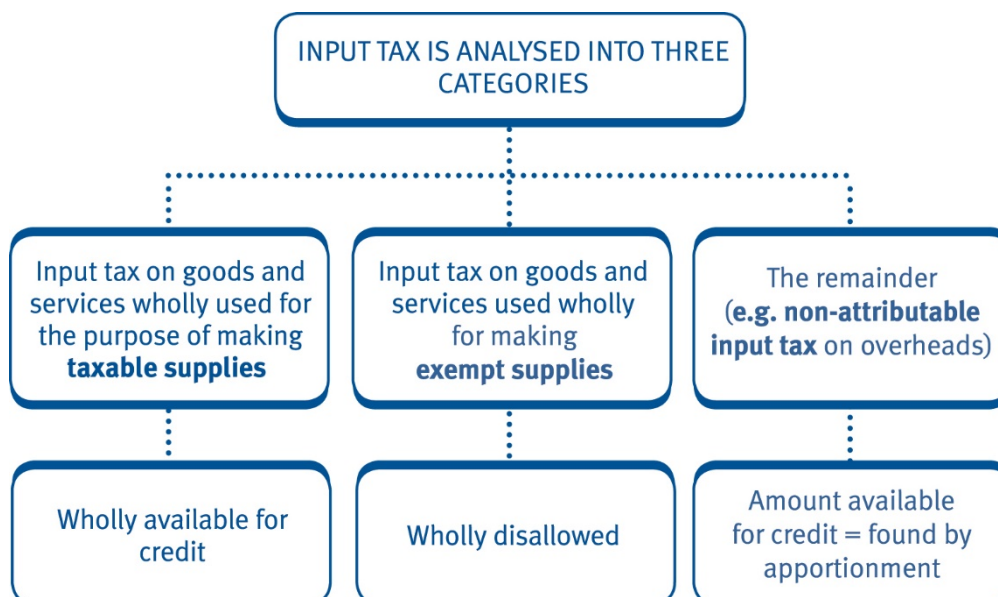 INPUT TAX IS ANALYSED INTO THREE
CATEGORIES
Input tax on goods and
services wholly used for
the purpose of making
taxable supplies
Input tax on goods and
services used wholly
for making
exempt supplies
The remainder
(e.g. non-attributable
input tax on overheads)
Wholly available for
credit
Wholly disallowed
Amount available
for credit = found by
apportionment